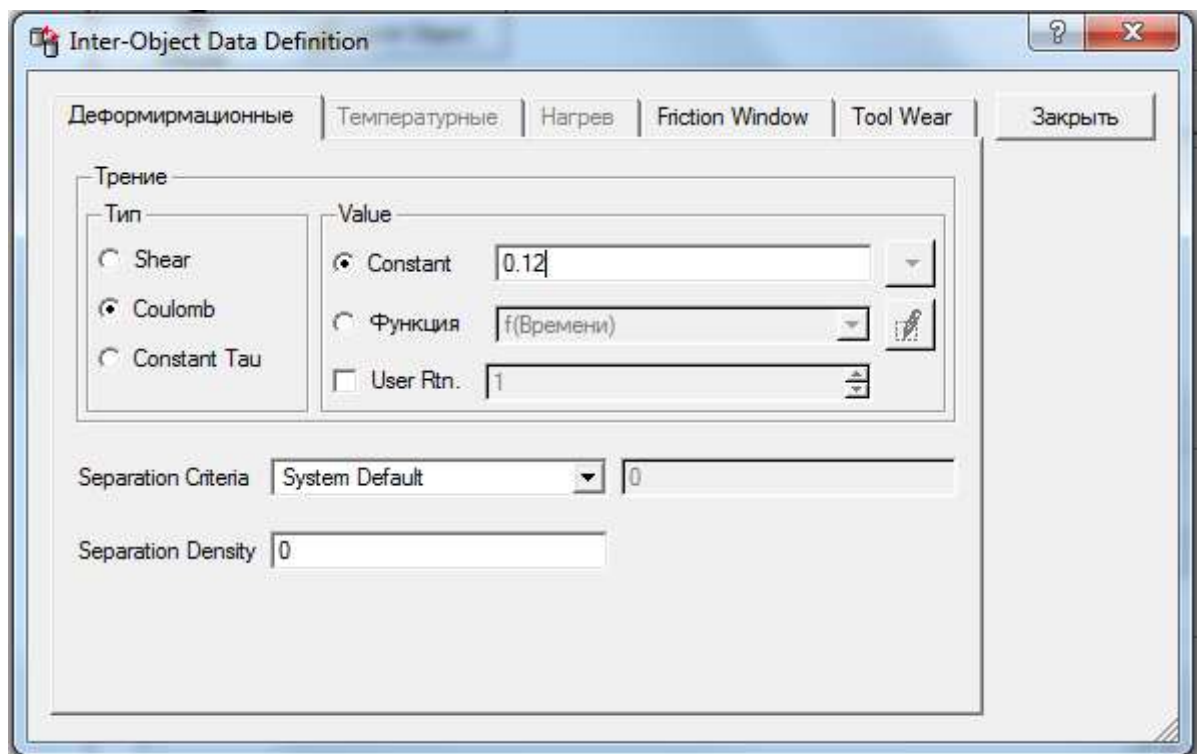 Inter-Object Data Definition
Деформирмационные Температурные Нагрев Friction Window Tool Wear Закрыть
Трение
Тип Value
Shear Constant 0.12
Coulomb Функция f(Времени)
Constant Tau User Rtn. 1
Separation Criteria System Default 0
Separation Density 0